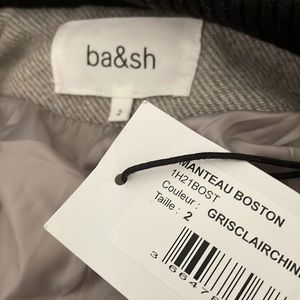 ba&sh
2
MANTEAU BOSTON
1H21BOST
Couleur : GRISCLAIRCHIN
Taille : 2